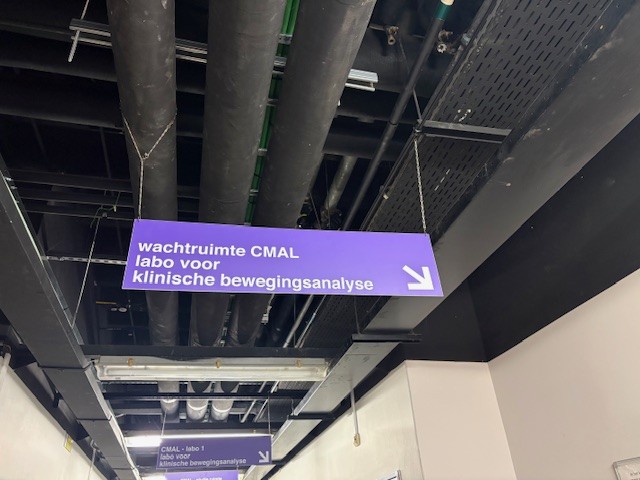 wachtruimte CMAL
labo voor
klinische bewegingsanalyse
CMAL - labo 1
labo voor
klinische bewegingsanalyse